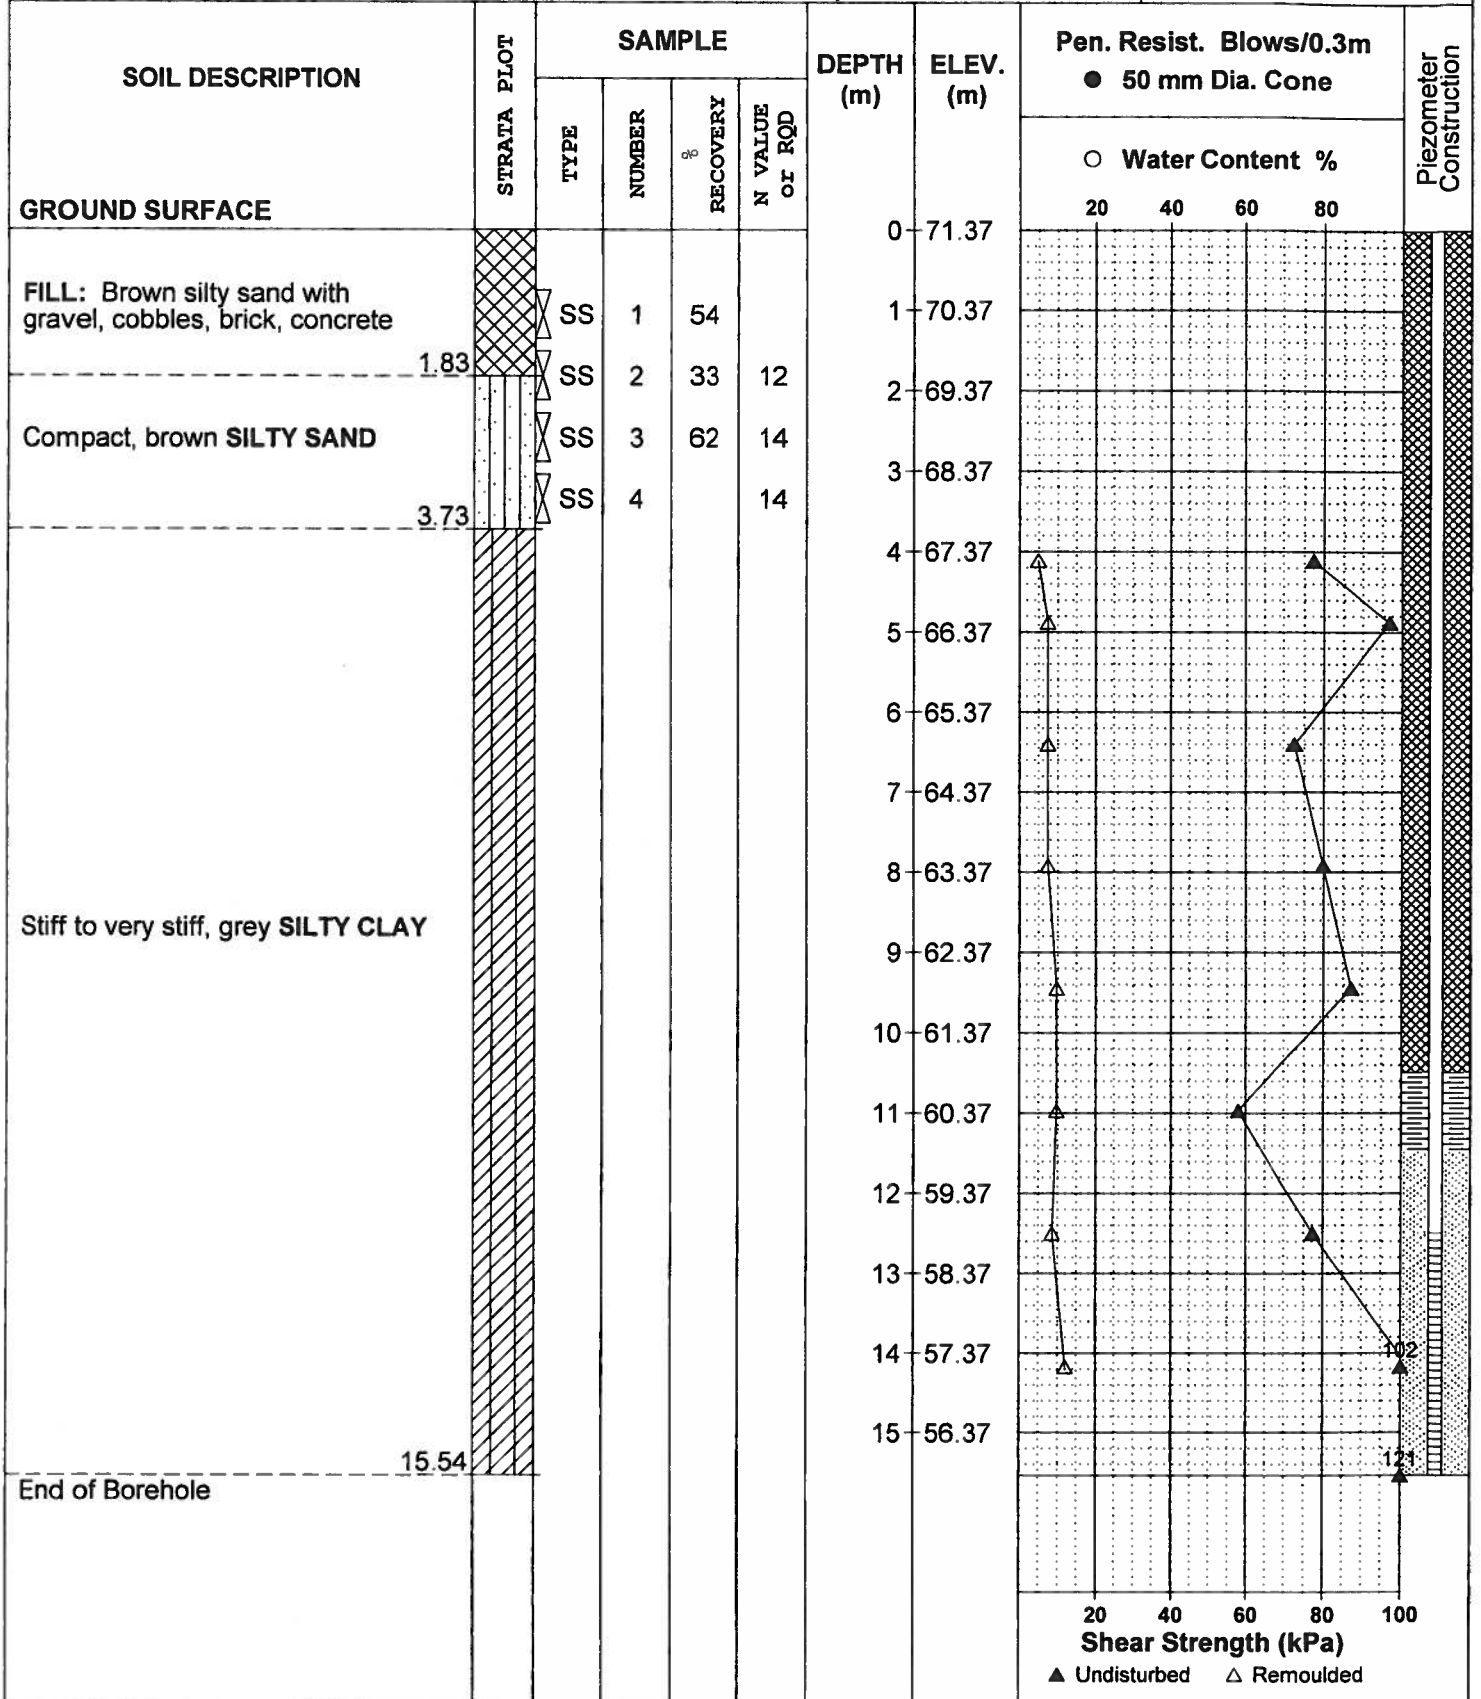 SOIL DESCRIPTION
GROUND SURFACE
STRATA PLOT
SAMPLE
TYPE
NUMBER
% RECOVERY
N VALUE
or RQD
DEPTH
(m)
ELEV.
(m)
Pen. Resist. Blows/0.3m
● 50 mm Dia. Cone
○ Water Content %
20 40 60 80
Piezometer
Construction
0 71.37
FILL: Brown silty sand with
gravel, cobbles, brick, concrete
1.83
SS 1 54
1 70.37
SS 2 33 12
2 69.37
Compact, brown SILTY SAND
SS 3 62 14
3 68.37
SS 4 14
3.73
4 67.37
5 66.37
6 65.37
7 64.37
8 63.37
Stiff to very stiff, grey SILTY CLAY
9 62.37
10 61.37
11 60.37
12 59.37
13 58.37
14 57.37
102
15 56.37
15.54
121
End of Borehole
20 40 60 80 100
Shear Strength (kPa)
▲ Undisturbed △ Remoulded